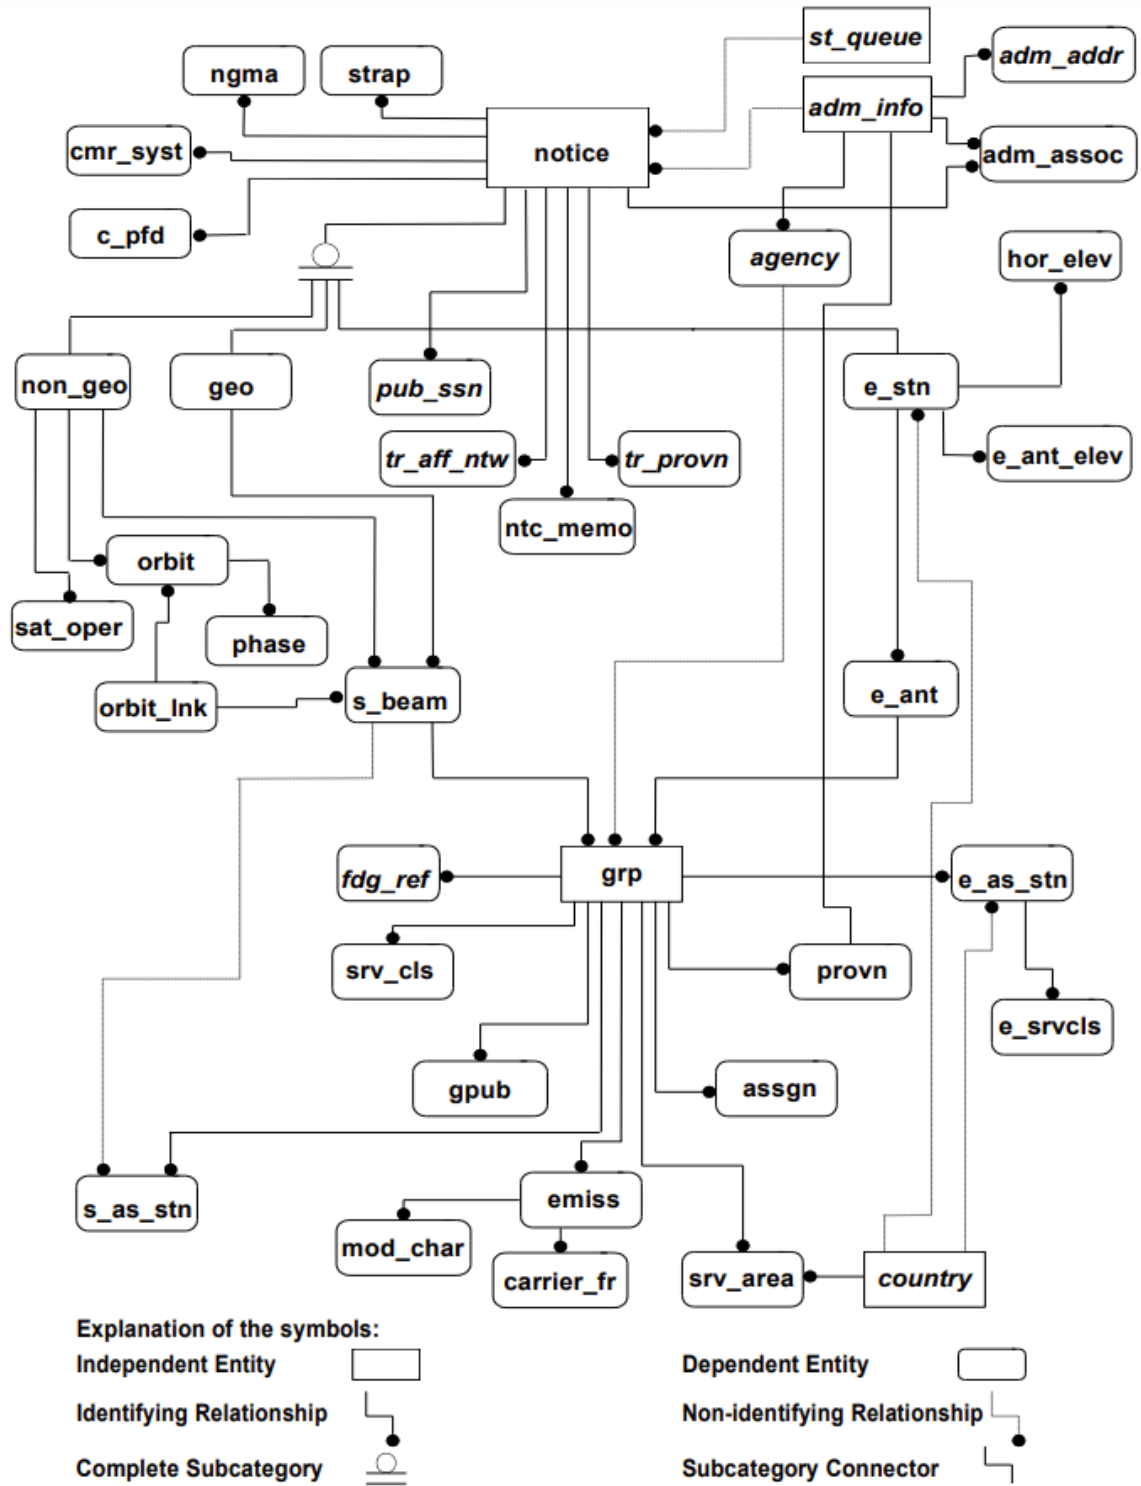 st_queue
adm_addr
ngma
strap
adm_info
cmr_syst
notice
adm_assoc
c_pfd
agency
hor_elev
non_geo
geo
pub_ssn
e_stn
tr_aff_ntw
tr_provn
e_ant_elev
ntc_memo
orbit
sat_oper
phase
orbit_lnk
s_beam
e_ant
fdg_ref
grp
e_as_stn
srv_cls
provn
e_srvcls
gpub
assgn
s_as_stn
emiss
mod_char
carrier_fr
srv_area
country
Explanation of the symbols:
Independent Entity
Dependent Entity
Identifying Relationship
Non-identifying Relationship
Complete Subcategory
Subcategory Connector